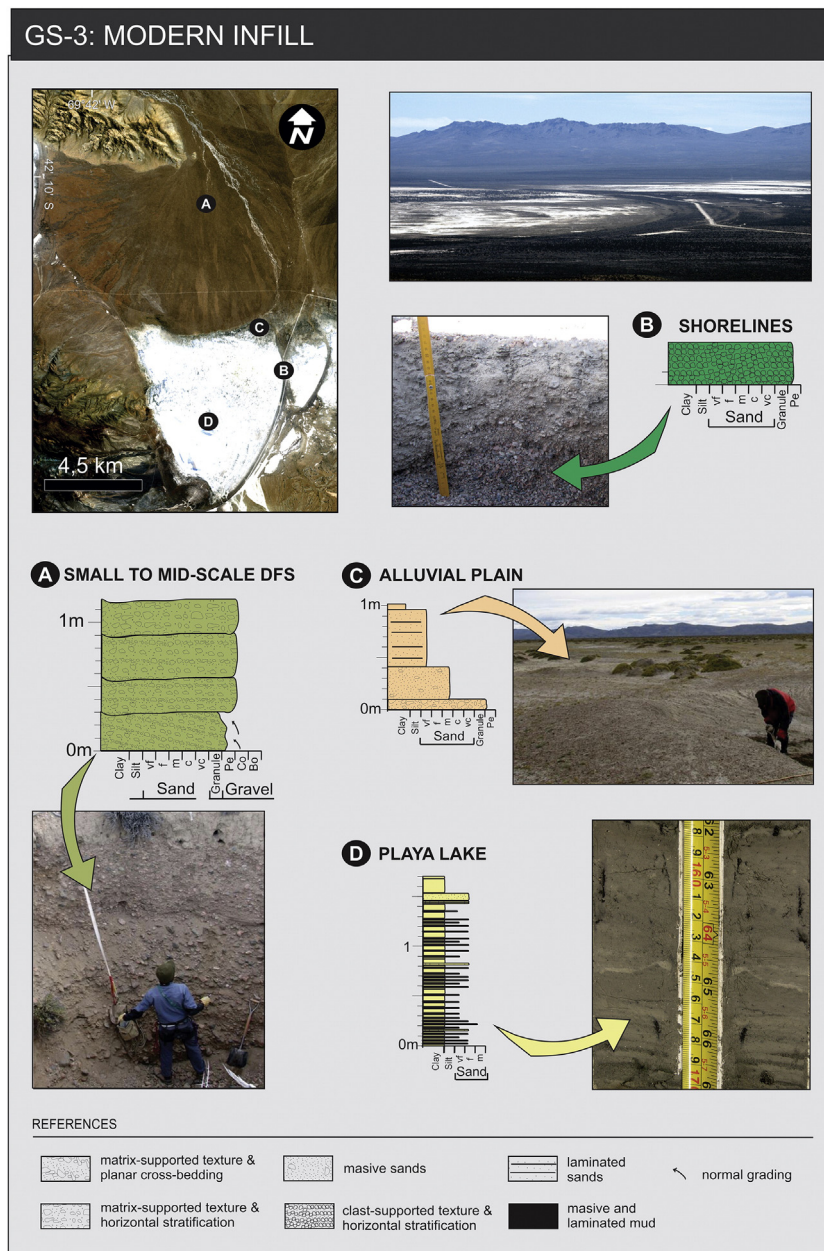 GS-3: MODERN INFILL
69°42' W
42° 10' S
N
A
C
B
D
4,5 km
B SHORELINES
Clay
Silt
vf
f
m
c
vc
Granule
Pe
Sand
A SMALL TO MID-SCALE DFS
1m
0m
Clay
Silt
vf
f
m
c
vc
Granule
Pe
Co
Bo
Sand
Gravel
C ALLUVIAL PLAIN
1m
0m
Clay
Silt
vf
f
m
c
vc
Granule
Pe
Sand
D PLAYA LAKE
1
0m
Clay
Silt
vf
f
m
Sand
REFERENCES
matrix-supported texture &
planar cross-bedding
masive sands
laminated
sands
normal grading
matrix-supported texture &
horizontal stratification
clast-supported texture &
horizontal stratification
masive and
laminated mud